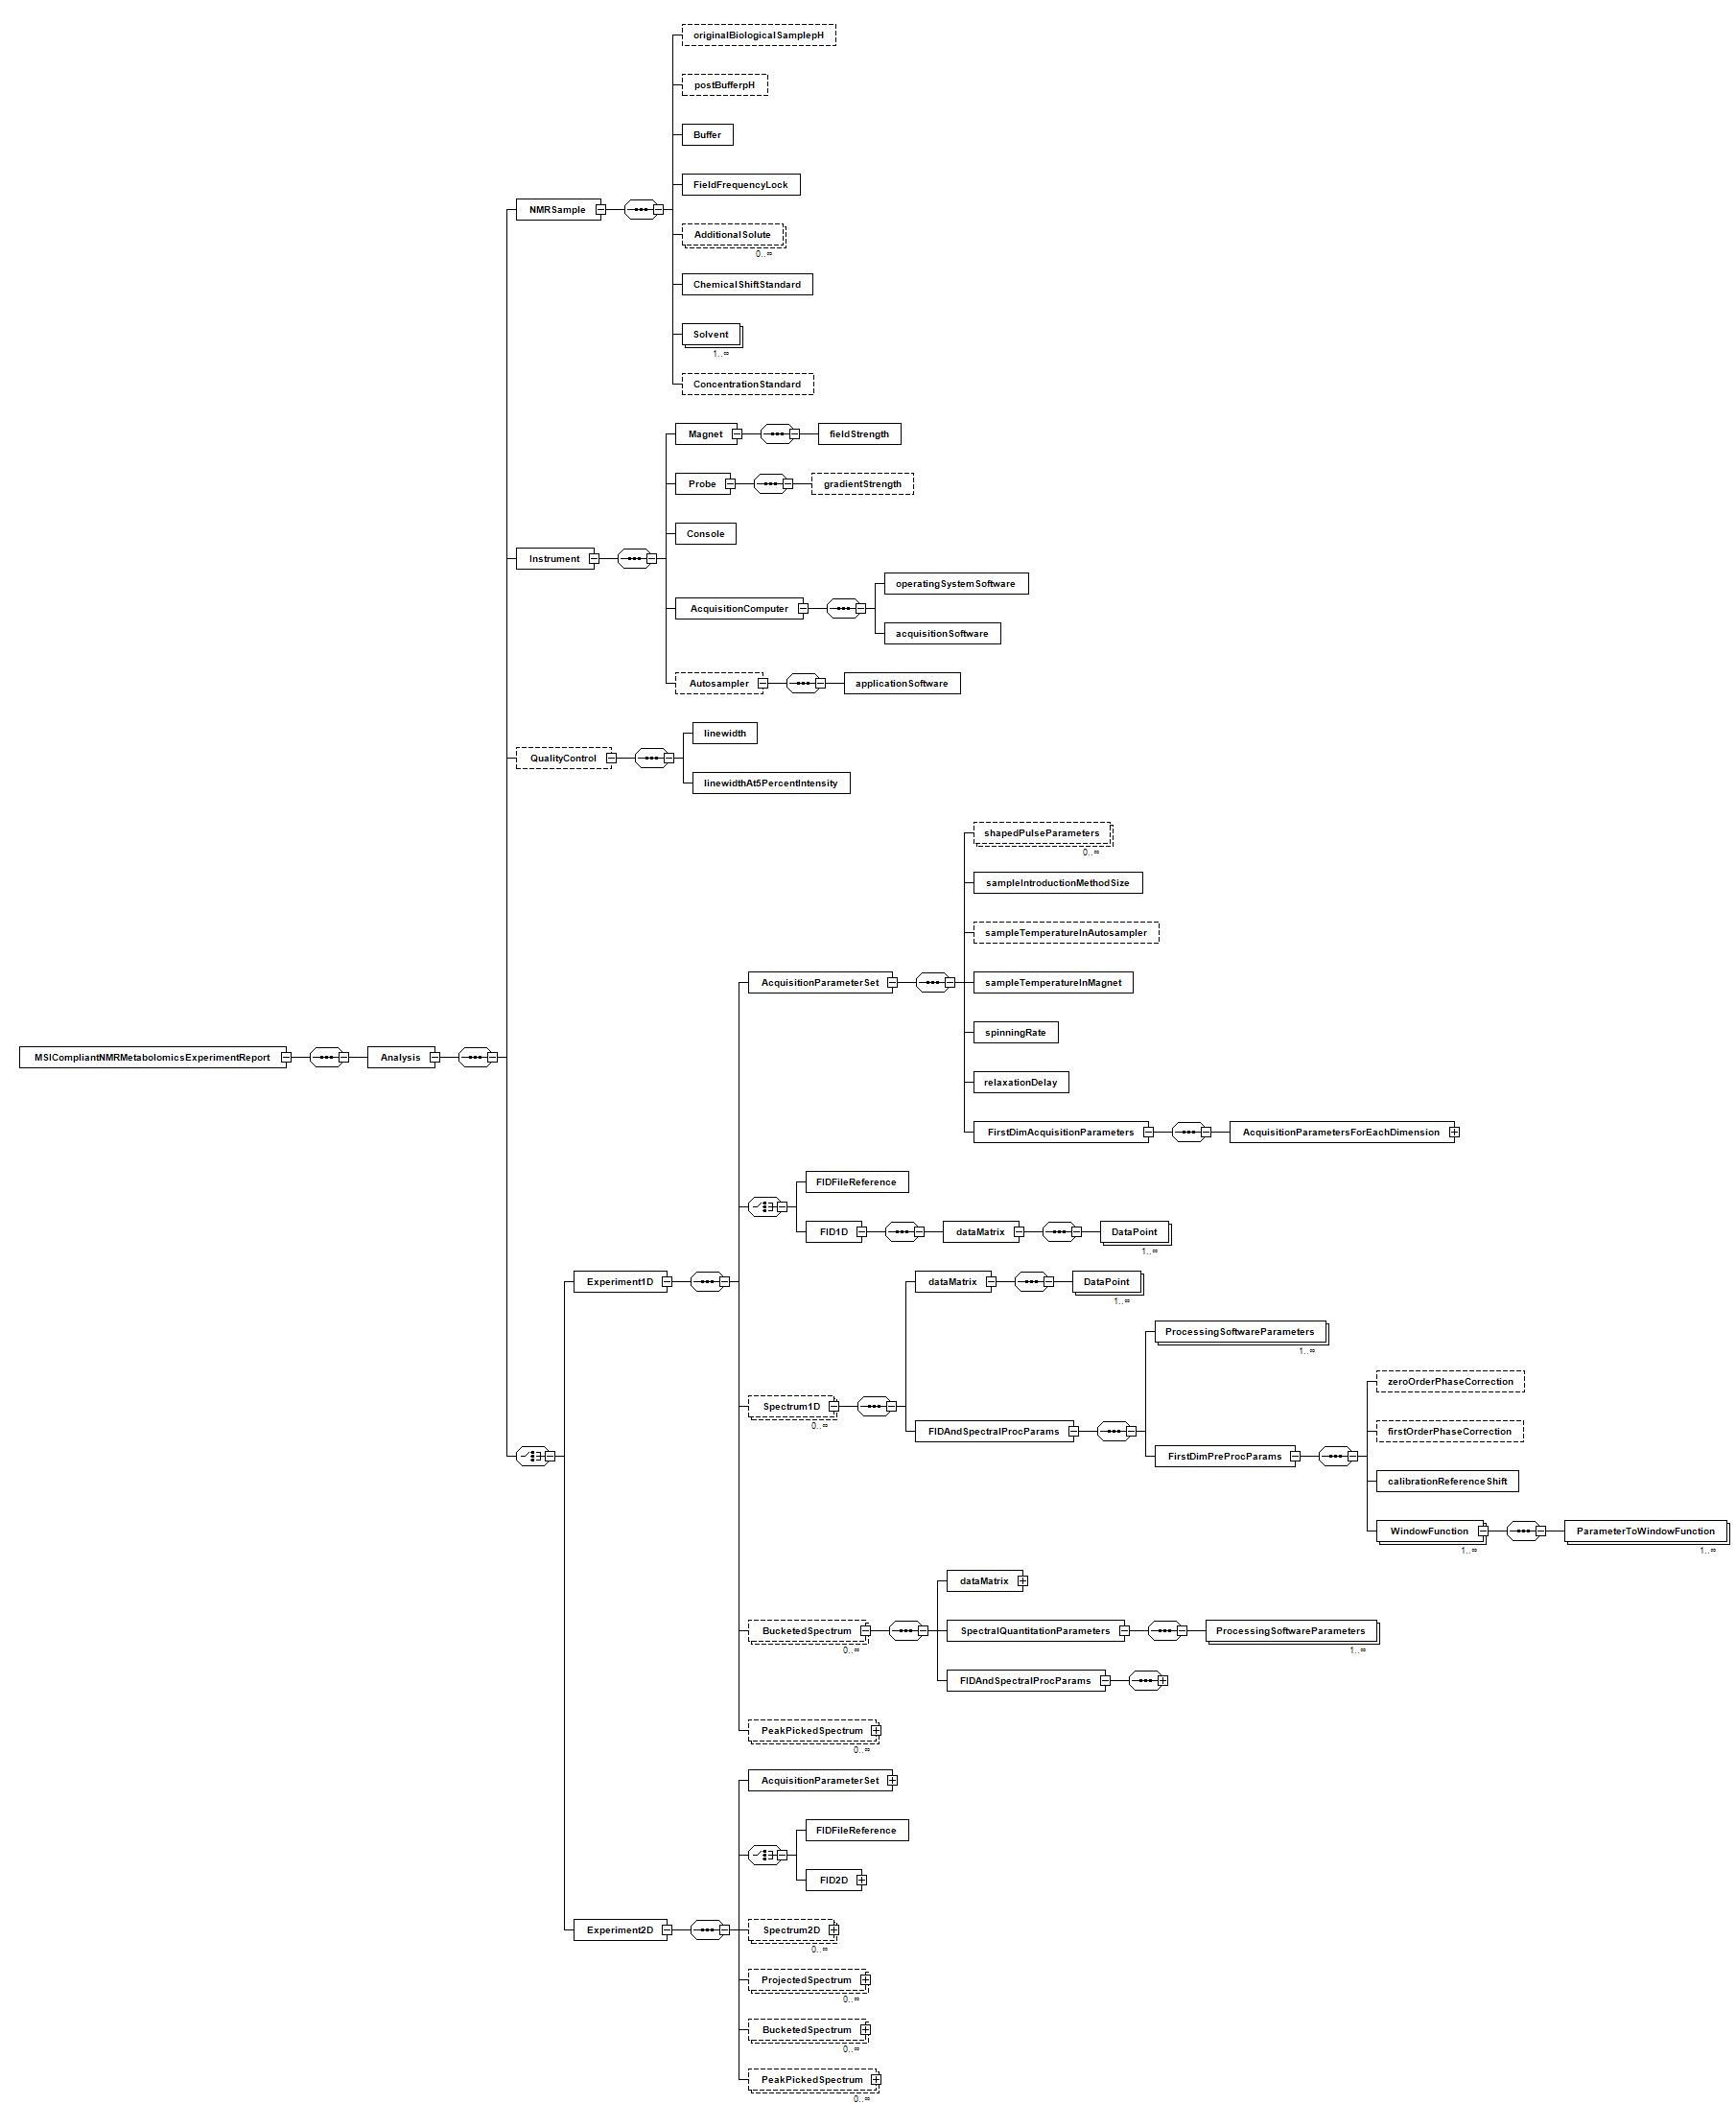 originalBiologicalSamplepH
postBufferpH
Buffer
FieldFrequencyLock
NMRSample
AdditionalSolute
0..∞
ChemicalShiftStandard
Solvent
1..∞
ConcentrationStandard
Magnet
fieldStrength
Probe
gradientStrength
Console
Instrument
operatingSystemSoftware
AcquisitionComputer
acquisitionSoftware
Autosampler
applicationSoftware
linewidth
QualityControl
linewidthAt5PercentIntensity
shapedPulseParameters
0..∞
sampleIntroductionMethodSize
sampleTemperatureInAutosampler
AcquisitionParameterSet
sampleTemperatureInMagnet
spinningRate
MSICompliantNMRMetabolomicsExperimentReport
Analysis
relaxationDelay
FirstDimAcquisitionParameters
AcquisitionParametersForEachDimension
FIDFileReference
FID1D
dataMatrix
DataPoint
1..∞
Experiment1D
dataMatrix
DataPoint
1..∞
ProcessingSoftwareParameters
1..∞
zeroOrderPhaseCorrection
Spectrum1D
0..∞
FIDAndSpectralProcParams
firstOrderPhaseCorrection
FirstDimPreProcParams
calibrationReferenceShift
WindowFunction
1..∞
ParameterToWindowFunction
1..∞
dataMatrix
BucketedSpectrum
0..∞
SpectralQuantitationParameters
ProcessingSoftwareParameters
1..∞
FIDAndSpectralProcParams
PeakPickedSpectrum
0..∞
AcquisitionParameterSet
FIDFileReference
FID2D
Experiment2D
Spectrum2D
0..∞
ProjectedSpectrum
0..∞
BucketedSpectrum
0..∞
PeakPickedSpectrum
0..∞